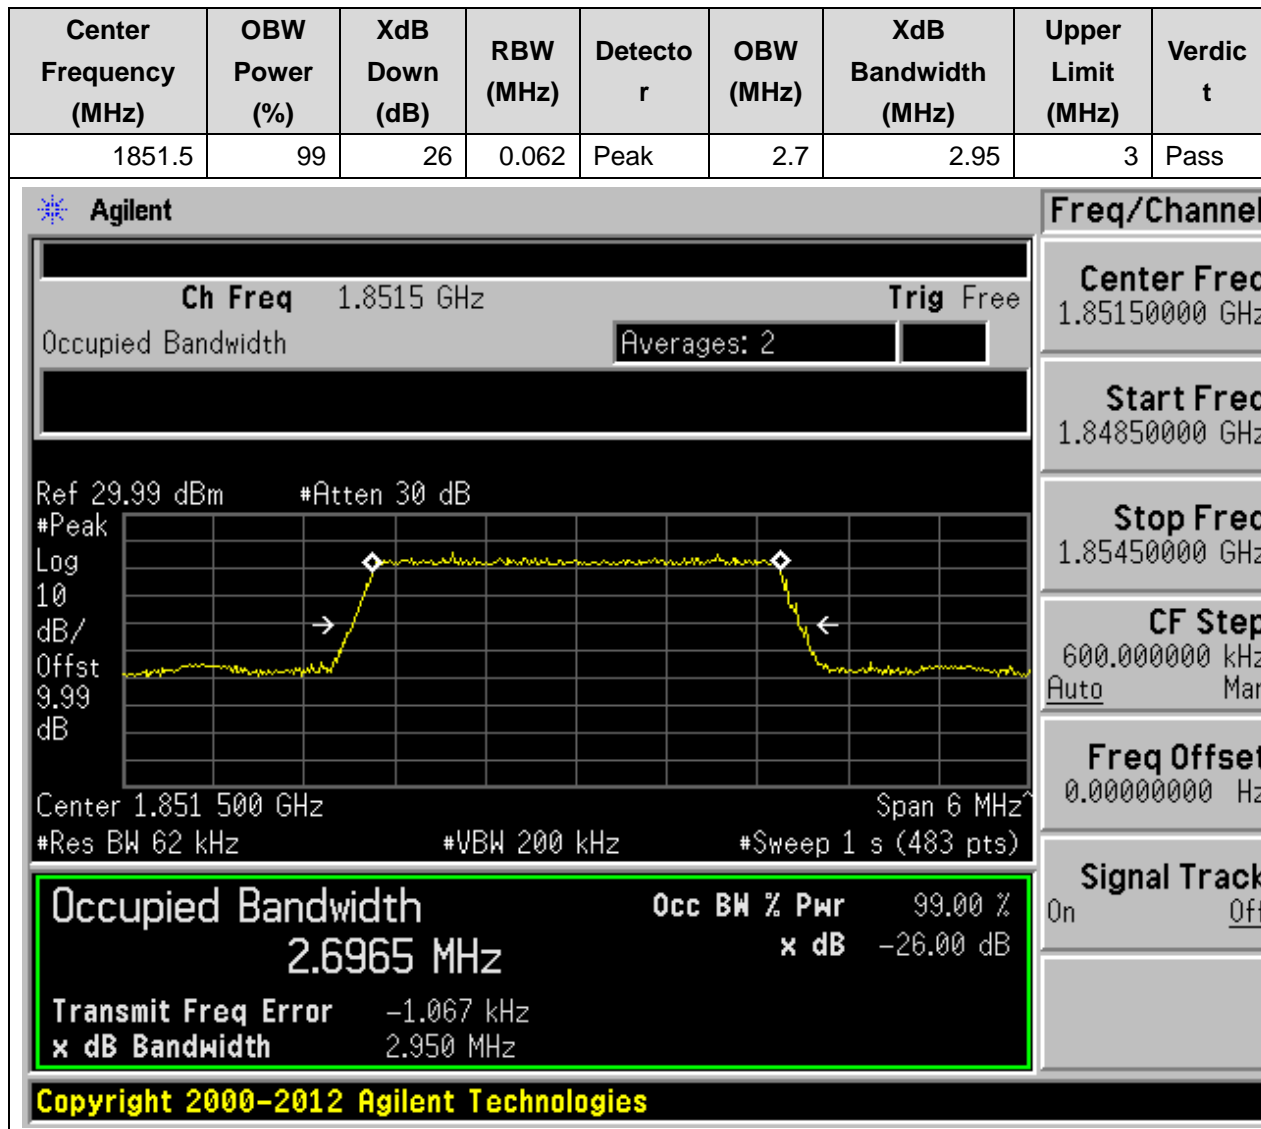 Center Frequency (MHz) OBW Power (%) XdB Down (dB) RBW (MHz) Detector OBW (MHz) XdB Bandwidth (MHz) Upper Limit (MHz) Verdict
1851.5 99 26 0.062 Peak 2.7 2.95 3 Pass
Agilent
Freq/Channel
Ch Freq 1.8515 GHz Trig Free
Occupied Bandwidth Averages: 2
Ref 29.99 dBm #Atten 30 dB
#Peak
Log
10
dB/
Offst
9.99
dB
Center 1.851 500 GHz Span 6 MHz^
#Res BW 62 kHz #VBW 200 kHz #Sweep 1 s (483 pts)
Occupied Bandwidth Occ BW % Pwr 99.00 %
2.6965 MHz x dB -26.00 dB
Transmit Freq Error -1.067 kHz
x dB Bandwidth 2.950 MHz
Center Freq
1.85150000 GHz
Start Freq
1.84850000 GHz
Stop Freq
1.85450000 GHz
CF Step
600.000000 kHz
Auto Man
Freq Offset
0.00000000 Hz
Signal Track
On Off
Copyright 2000-2012 Agilent Technologies